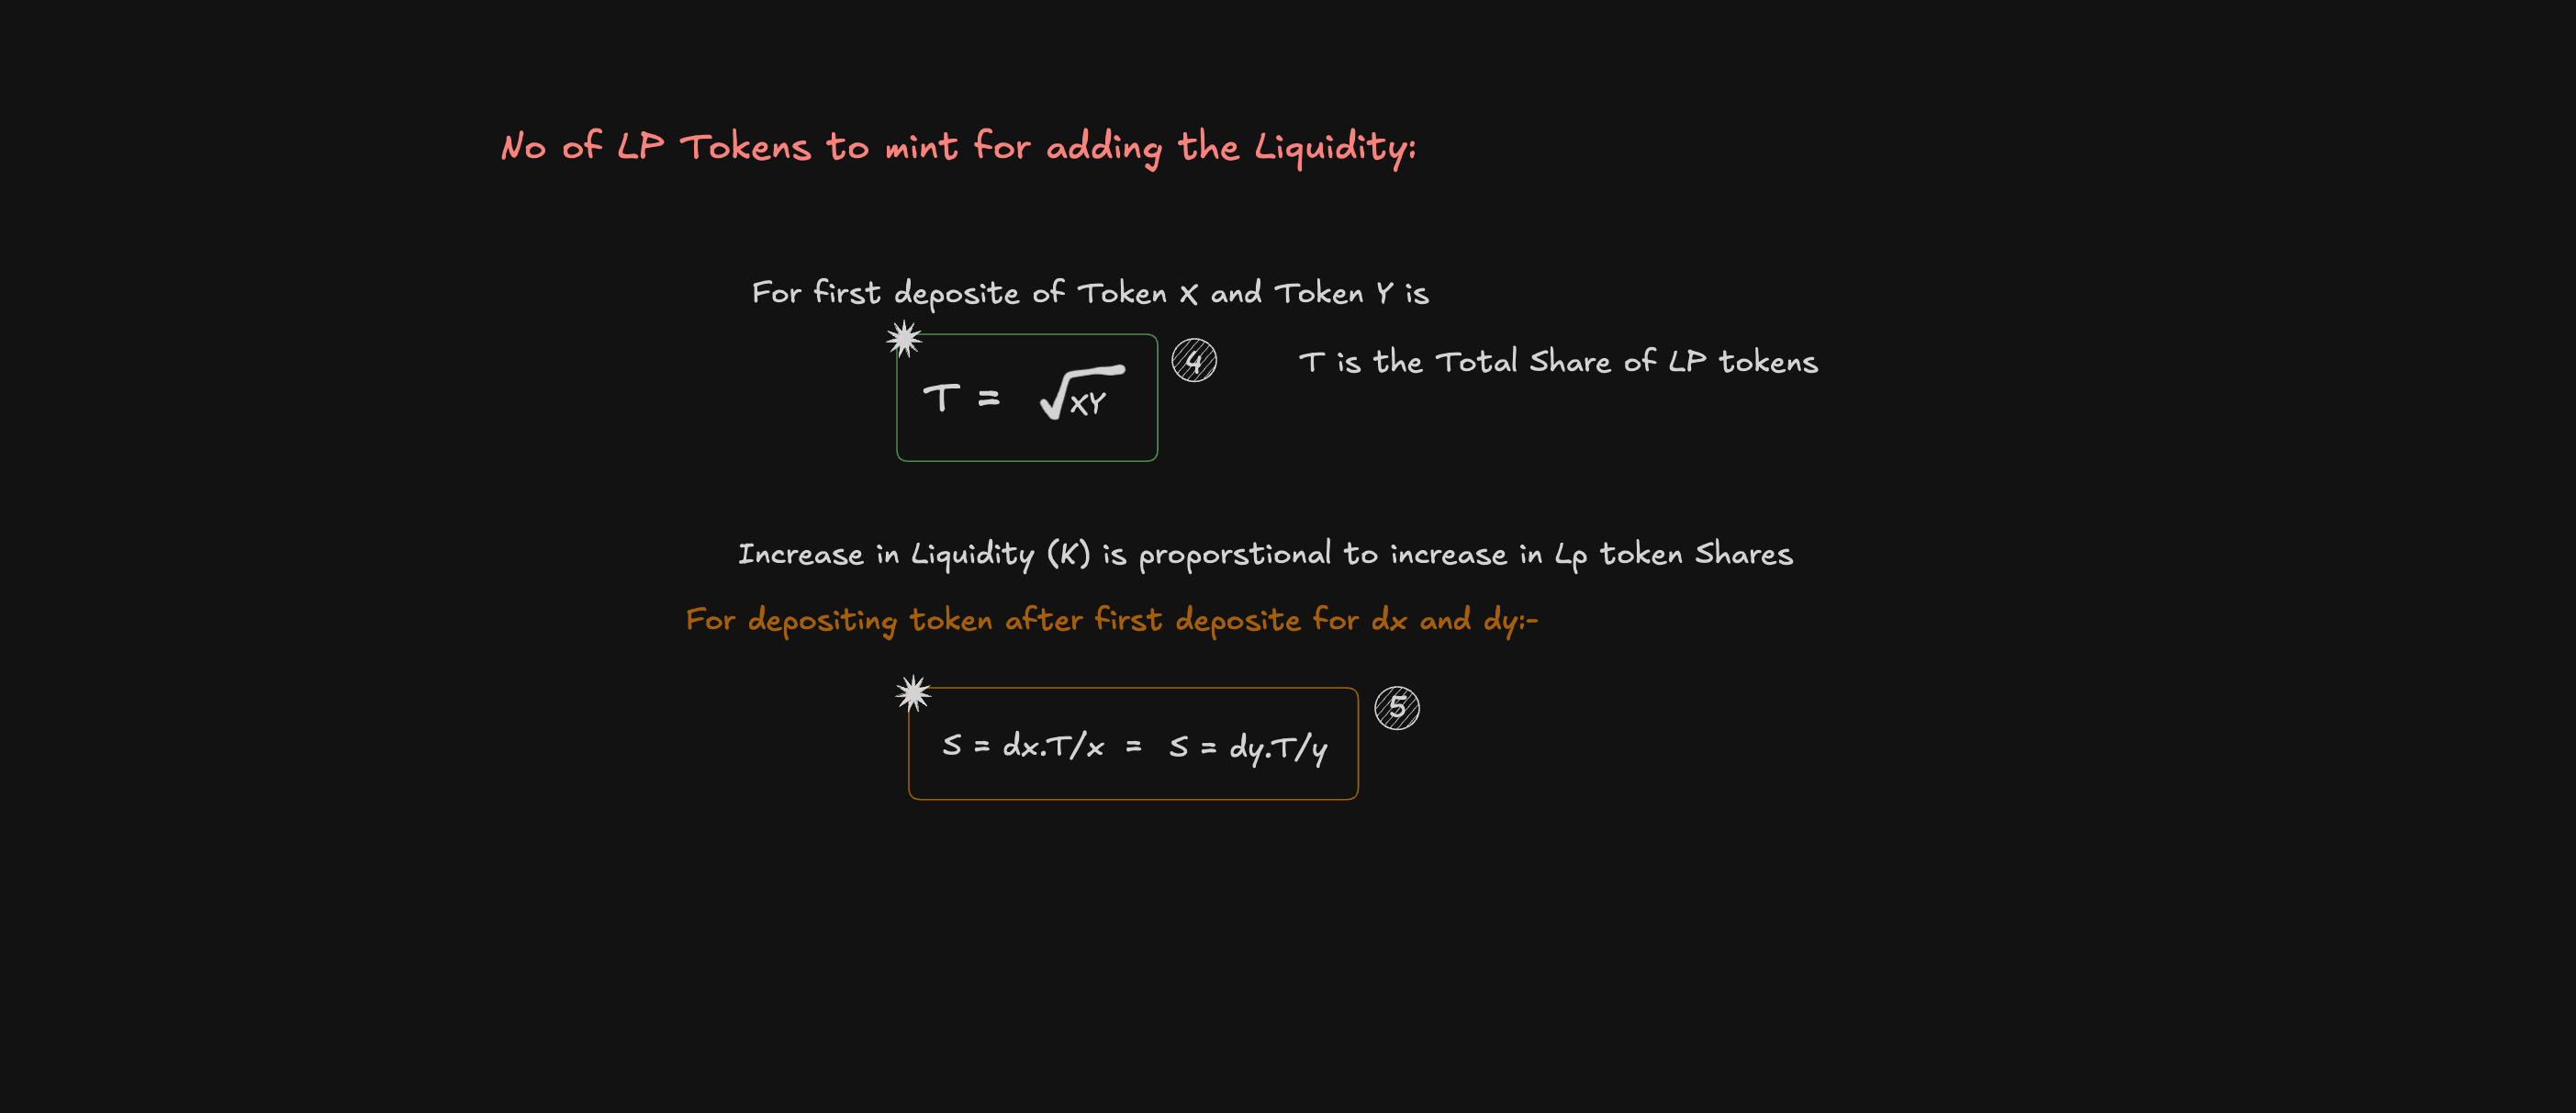 No of LP Tokens to mint for adding the Liquidity:
For first deposite of Token X and Token Y is
T = √XY
4
T is the Total Share of LP tokens
Increase in Liquidity (K) is proporstional to increase in Lp token Shares
For depositing token after first deposite for dx and dy:-
S = dx.T/x = S = dy.T/y
5